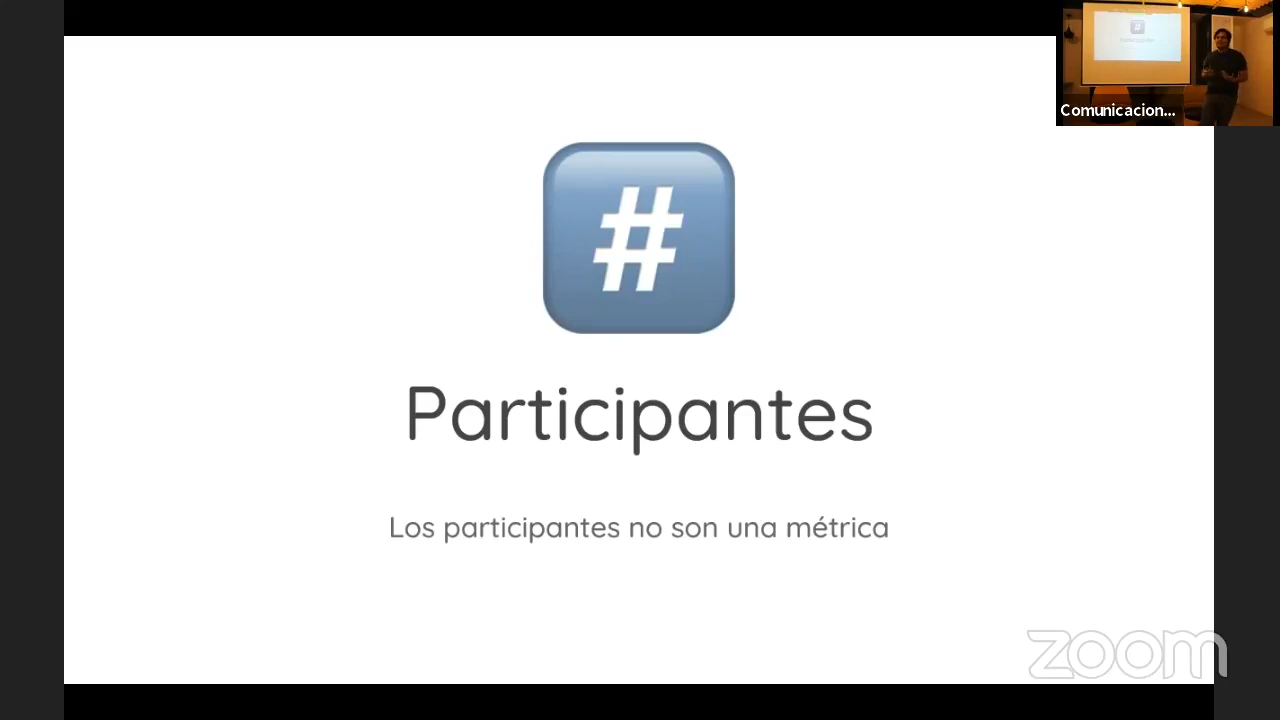 Comunicacion...
#
Participantes
Los participantes no son una métrica
zoom